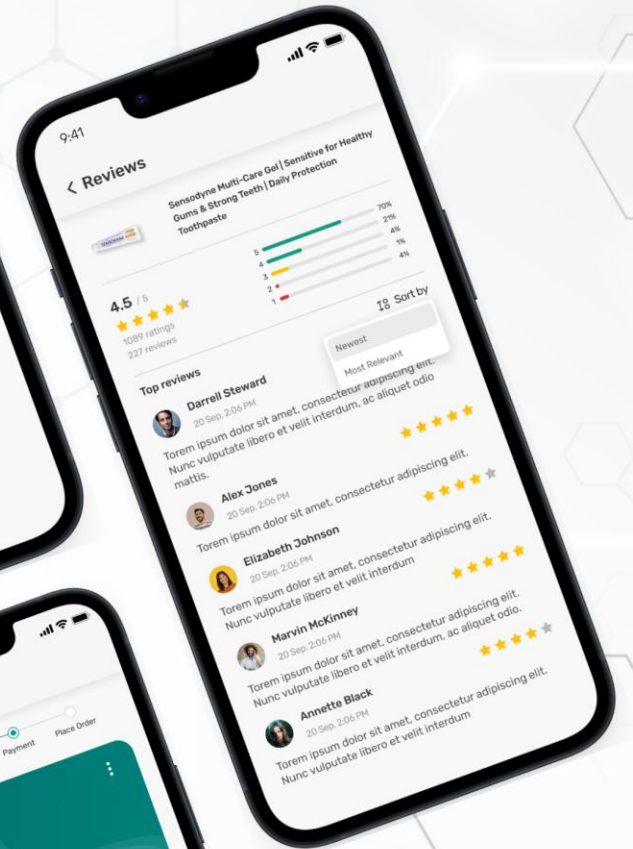 9:41
Reviews
Sensodyne Multi-Care Gel | Sensitive for Healthy
Gums & Strong Teeth | Daily Protection
Toothpaste
4.5 / 5
1089 ratings
227 reviews
5 70%
4 21%
3 4%
2 1%
1 4%
Sort by
Newest
Most Relevant
Top reviews
Darrell Steward
20 Sep, 2:06 PM
Torem ipsum dolor sit amet, consectetur adipiscing elit.
Nunc vulputate libero et velit interdum, ac aliquet odio
mattis.
Alex Jones
20 Sep, 2:06 PM
Torem ipsum dolor sit amet, consectetur adipiscing elit.
Elizabeth Johnson
20 Sep, 2:06 PM
Torem ipsum dolor sit amet, consectetur adipiscing elit.
Nunc vulputate libero et velit interdum
Marvin McKinney
20 Sep, 2:06 PM
Torem ipsum dolor sit amet, consectetur adipiscing elit.
Nunc vulputate libero et velit interdum, ac aliquet odio.
Annette Black
20 Sep, 2:06 PM
Torem ipsum dolor sit amet, consectetur adipiscing elit.
Nunc vulputate libero et velit interdum
Payment
Place Order